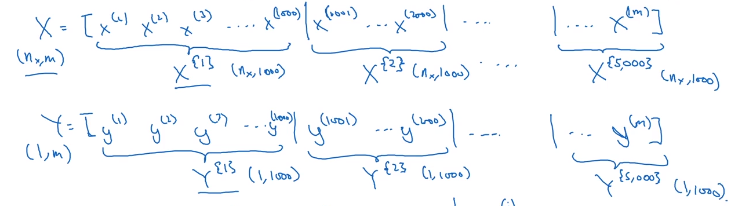 X = [ x^(1) x^(2) x^(3) .... x^(1000) | x^(1001) ... x^(2000) | .... | .... x^(m) ]
(n_x, m) X^{1} (n_x, 1000) X^{2} (n_x, 1000) .... X^{5,000} (n_x, 1000)
Y = [ y^(1) y^(2) y^(3) ... y^(1000) | y^(1001) ... y^(2000) | .... | ... y^(m) ]
(1, m) Y^{1} (1, 1000) Y^{2} (1, 1000) Y^{5,000} (1, 1000).